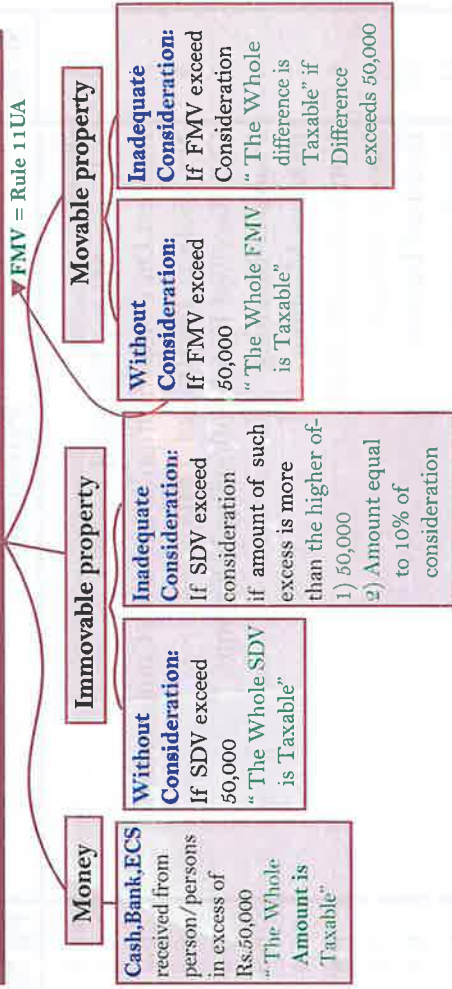 FMV = Rule 11UA
Money
Cash,Bank,ECS
received from
person/persons
in excess of
Rs.50,000
“ The Whole
Amount is
Taxable”
Immovable property
Without
Consideration:
If SDV exceed
50,000
“ The Whole SDV
is Taxable”
Inadequate
Consideration:
If SDV exceed
consideration
if amount of such
excess is more
than the higher of-
1) 50,000
2) Amount equal
to 10% of
consideration
Movable property
Without
Consideration:
If FMV exceed
50,000
“ The Whole FMV
is Taxable”
Inadequate
Consideration:
If FMV exceed
Consideration
“ The Whole
difference is
Taxable” if
Difference
exceeds 50,000